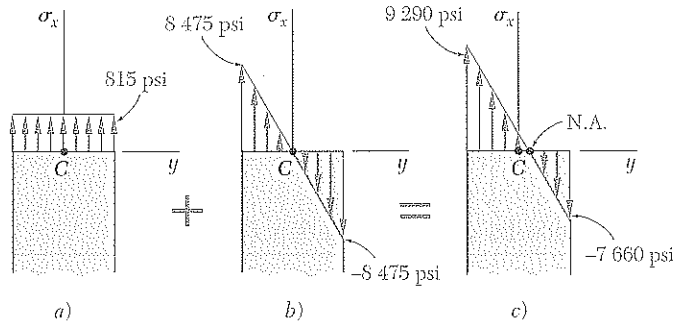 σx
815 psi
C
y
a)
+
σx
8 475 psi
C
y
–8 475 psi
b)
=
σx
9 290 psi
N.A.
C
y
–7 660 psi
c)